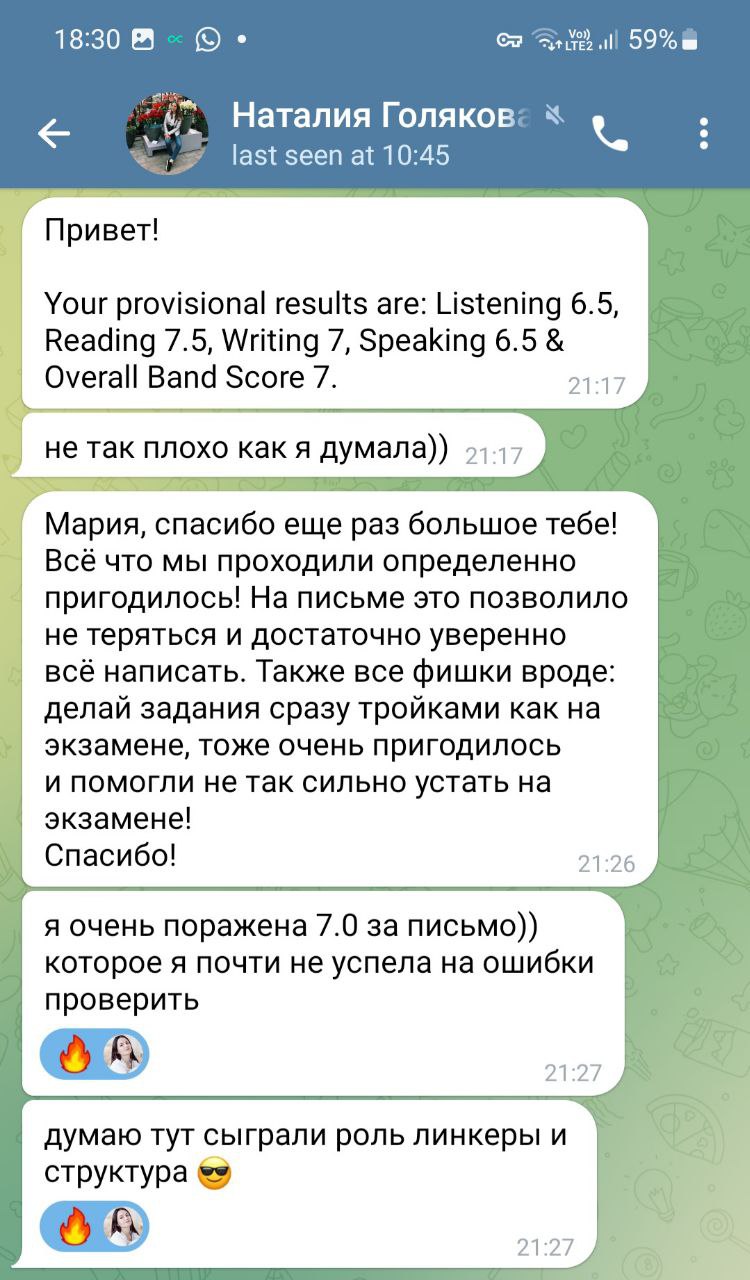 18:30
Vo))
LTE2
59%
Наталия Голякова
last seen at 10:45
Привет!
Your provisional results are: Listening 6.5,
Reading 7.5, Writing 7, Speaking 6.5 &
Overall Band Score 7.
21:17
не так плохо как я думала))
21:17
Мария, спасибо еще раз большое тебе!
Всё что мы проходили определенно
пригодилось! На письме это позволило
не теряться и достаточно уверенно
всё написать. Также все фишки вроде:
делай задания сразу тройками как на
экзамене, тоже очень пригодилось
и помогли не так сильно устать на
экзамене!
Спасибо!
21:26
я очень поражена 7.0 за письмо))
которое я почти не успела на ошибки
проверить
21:27
думаю тут сыграли роль линкеры и
структура 😎
21:27